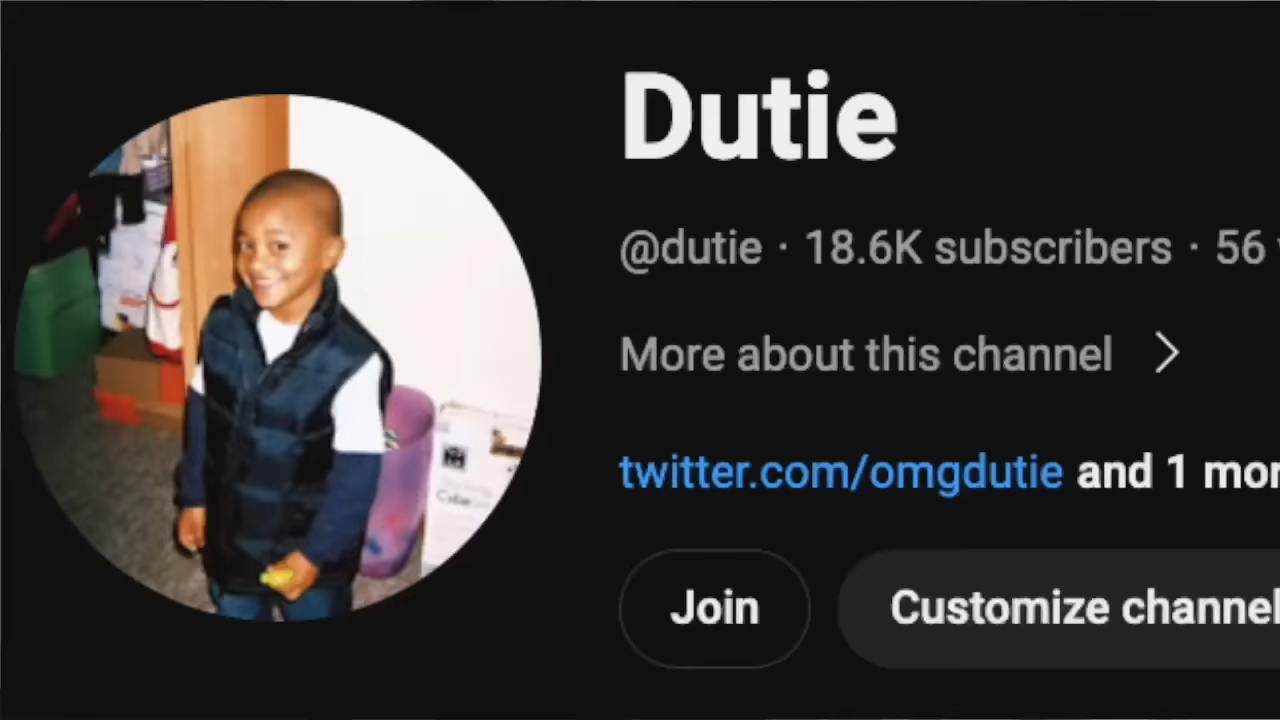 Dutie
@dutie · 18.6K subscribers · 56
More about this channel
twitter.com/omgdutie and 1 mor
Join
Customize channel